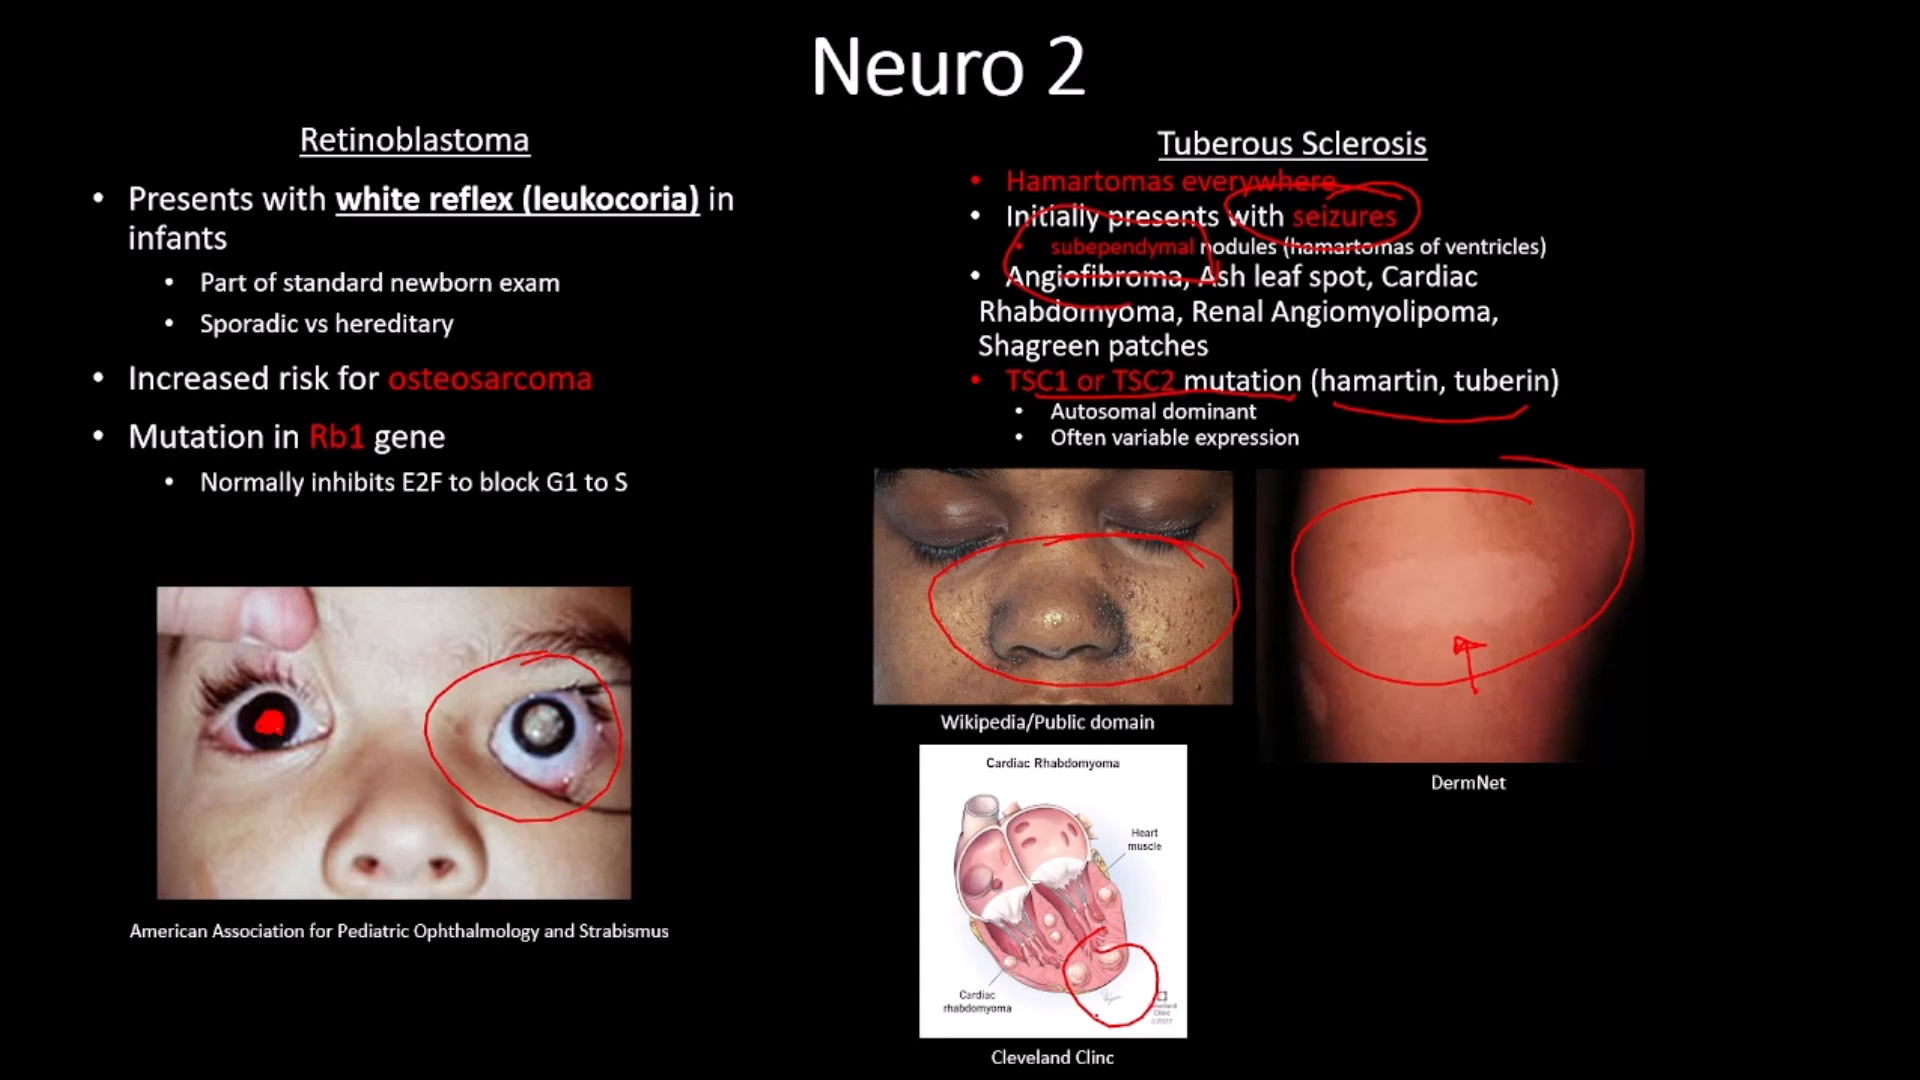 Neuro 2
Retinoblastoma
• Presents with white reflex (leukocoria) in
infants
• Part of standard newborn exam
• Sporadic vs hereditary
• Increased risk for osteosarcoma
• Mutation in Rb1 gene
• Normally inhibits E2F to block G1 to S
American Association for Pediatric Ophthalmology and Strabismus
Tuberous Sclerosis
• Hamartomas everywhere
• Initially presents with seizures
• subependymal nodules (hamartomas of ventricles)
• Angiofibroma, Ash leaf spot, Cardiac
Rhabdomyoma, Renal Angiomyolipoma,
Shagreen patches
• TSC1 or TSC2 mutation (hamartin, tuberin)
• Autosomal dominant
• Often variable expression
Wikipedia/Public domain
DermNet
Cardiac Rhabdomyoma
Heart
muscle
Cardiac
rhabdomyoma
Cleveland
Clinic
©2022
Cleveland Clinc